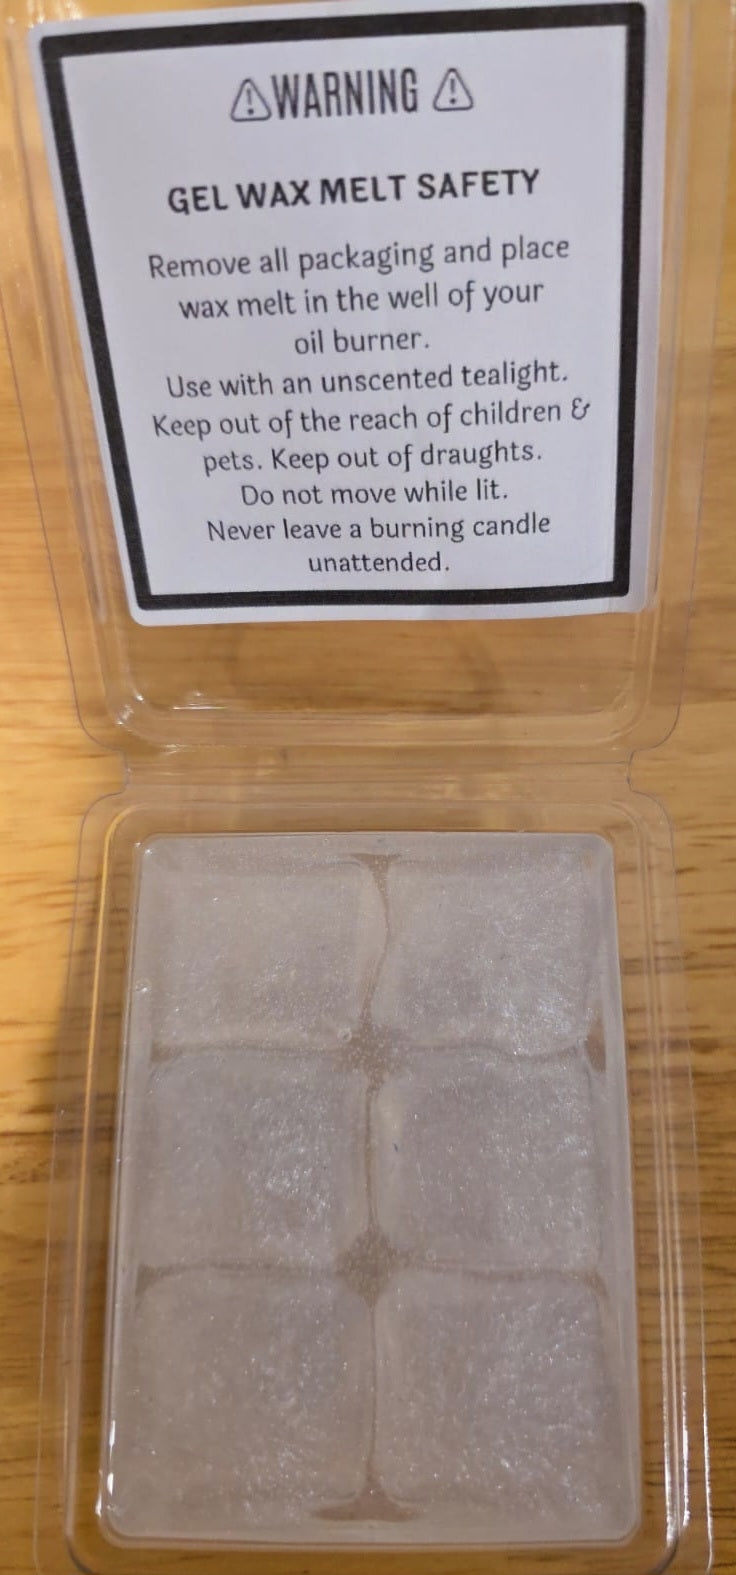 ⚠WARNING ⚠
GEL WAX MELT SAFETY
Remove all packaging and place
wax melt in the well of your
oil burner.
Use with an unscented tealight.
Keep out of the reach of children &
pets. Keep out of draughts.
Do not move while lit.
Never leave a burning candle
unattended.